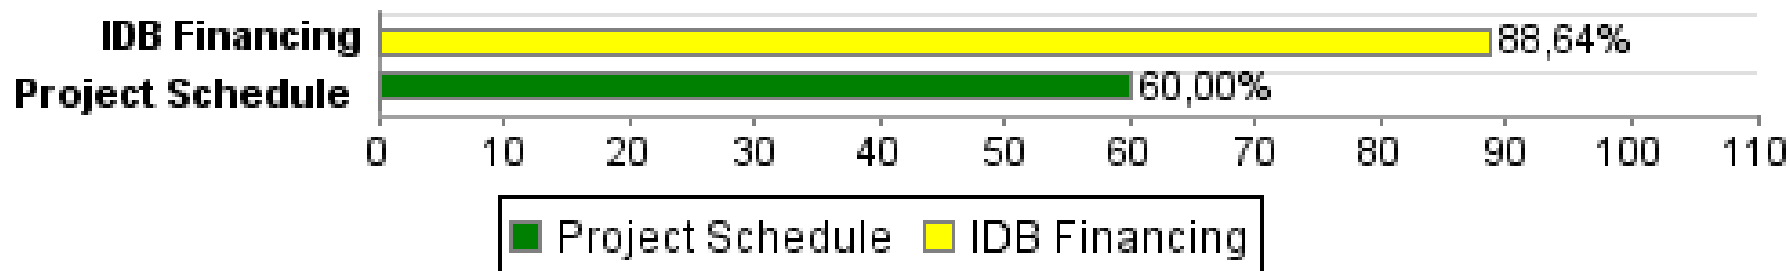 IDB Financing 88,64%
Project Schedule 60,00%
0 10 20 30 40 50 60 70 80 90 100 110
Project Schedule IDB Financing